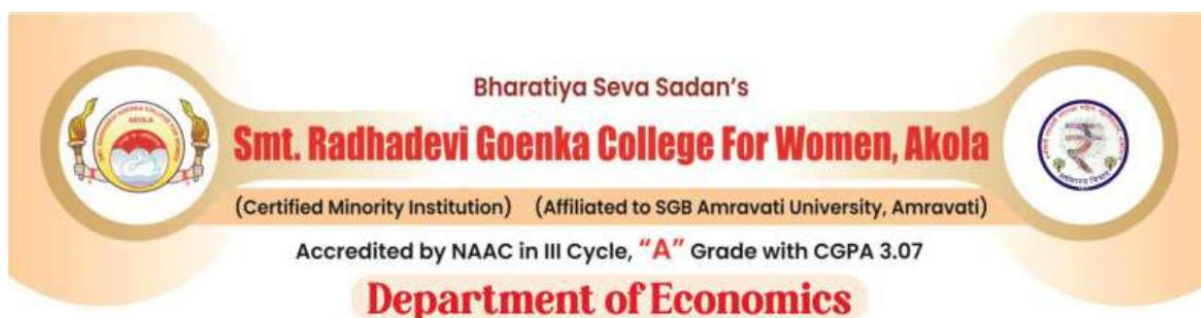 Bharatiya Seva Sadan's
Smt. Radhadevi Goenka College For Women, Akola
(Certified Minority Institution) (Affiliated to SGB Amravati University, Amravati)
Accredited by NAAC in III Cycle, "A" Grade with CGPA 3.07
Department of Economics